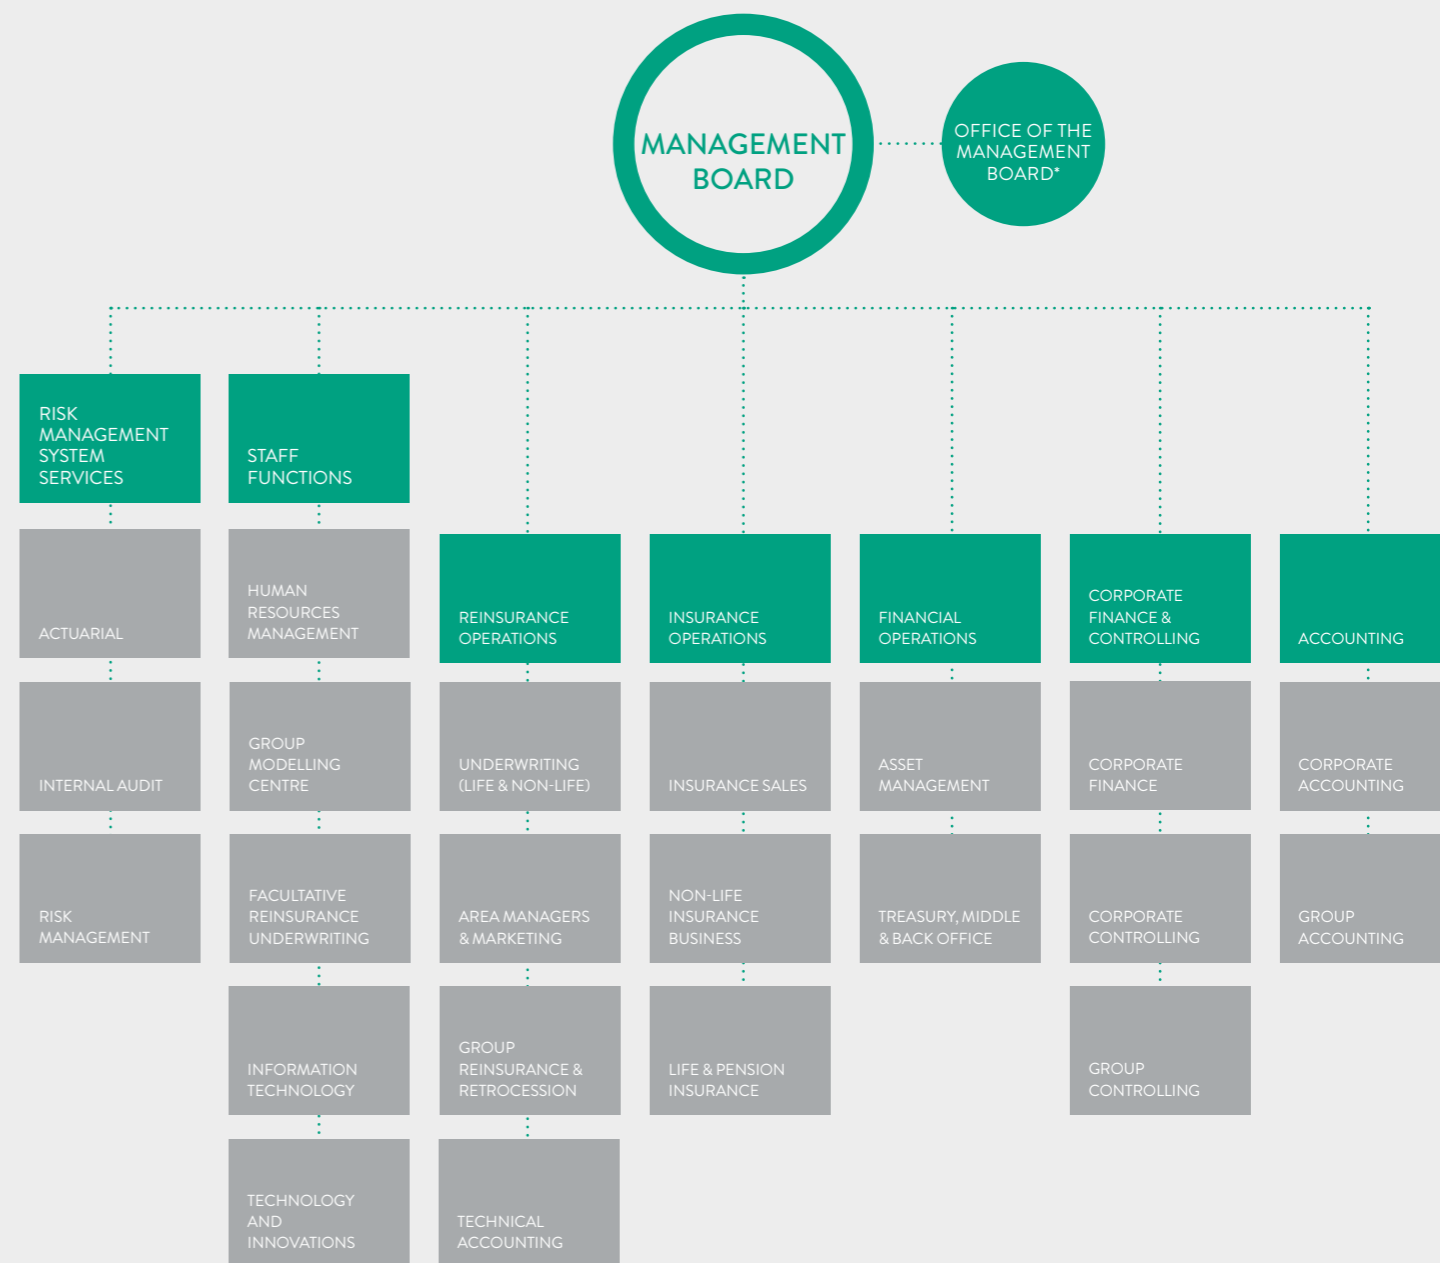 MANAGEMENT
BOARD
OFFICE OF THE
MANAGEMENT
BOARD*
RISK
MANAGEMENT
SYSTEM
SERVICES
STAFF
FUNCTIONS
ACTUARIAL
HUMAN
RESOURCES
MANAGEMENT
REINSURANCE
OPERATIONS
INSURANCE
OPERATIONS
FINANCIAL
OPERATIONS
CORPORATE
FINANCE &
CONTROLLING
ACCOUNTING
INTERNAL AUDIT
GROUP
MODELLING
CENTRE
UNDERWRITING
(LIFE & NON-LIFE)
INSURANCE SALES
ASSET
MANAGEMENT
CORPORATE
FINANCE
CORPORATE
ACCOUNTING
RISK
MANAGEMENT
FACULTATIVE
REINSURANCE
UNDERWRITING
AREA MANAGERS
& MARKETING
NON-LIFE
INSURANCE
BUSINESS
TREASURY, MIDDLE
& BACK OFFICE
CORPORATE
CONTROLLING
GROUP
ACCOUNTING
INFORMATION
TECHNOLOGY
GROUP
REINSURANCE &
RETROCESSION
LIFE & PENSION
INSURANCE
GROUP
CONTROLLING
TECHNOLOGY
AND
INNOVATIONS
TECHNICAL
ACCOUNTING